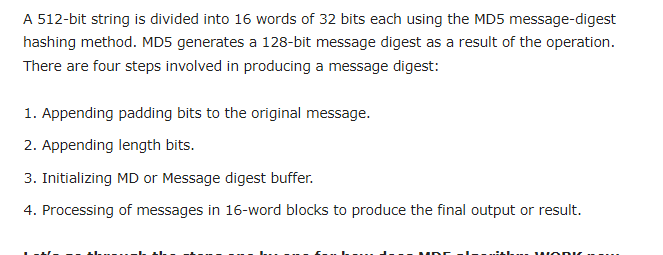 A 512-bit string is divided into 16 words of 32 bits each using the MD5 message-digest
hashing method. MD5 generates a 128-bit message digest as a result of the operation.
There are four steps involved in producing a message digest:
1. Appending padding bits to the original message.
2. Appending length bits.
3. Initializing MD or Message digest buffer.
4. Processing of messages in 16-word blocks to produce the final output or result.